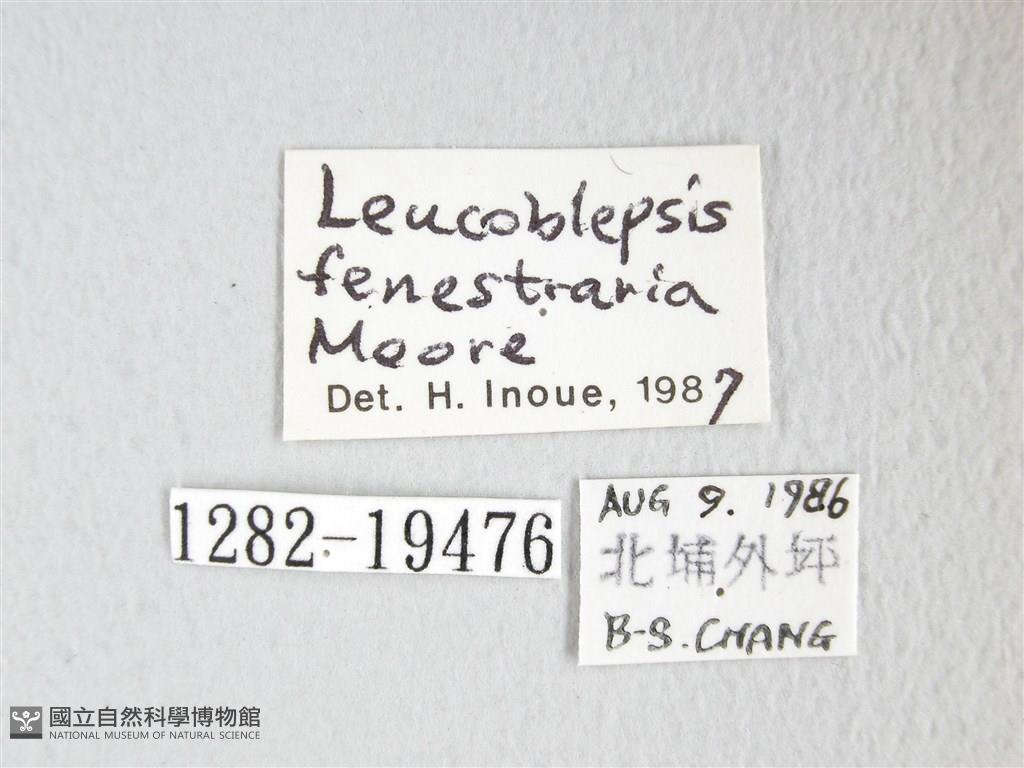 Leucoblepsis
fenestraria
Moore
Det. H. Inoue, 1987
1282-19476
AUG 9. 1986
北埔外坪
B-S. CHANG
國立自然科學博物館
NATIONAL MUSEUM OF NATURAL SCIENCE